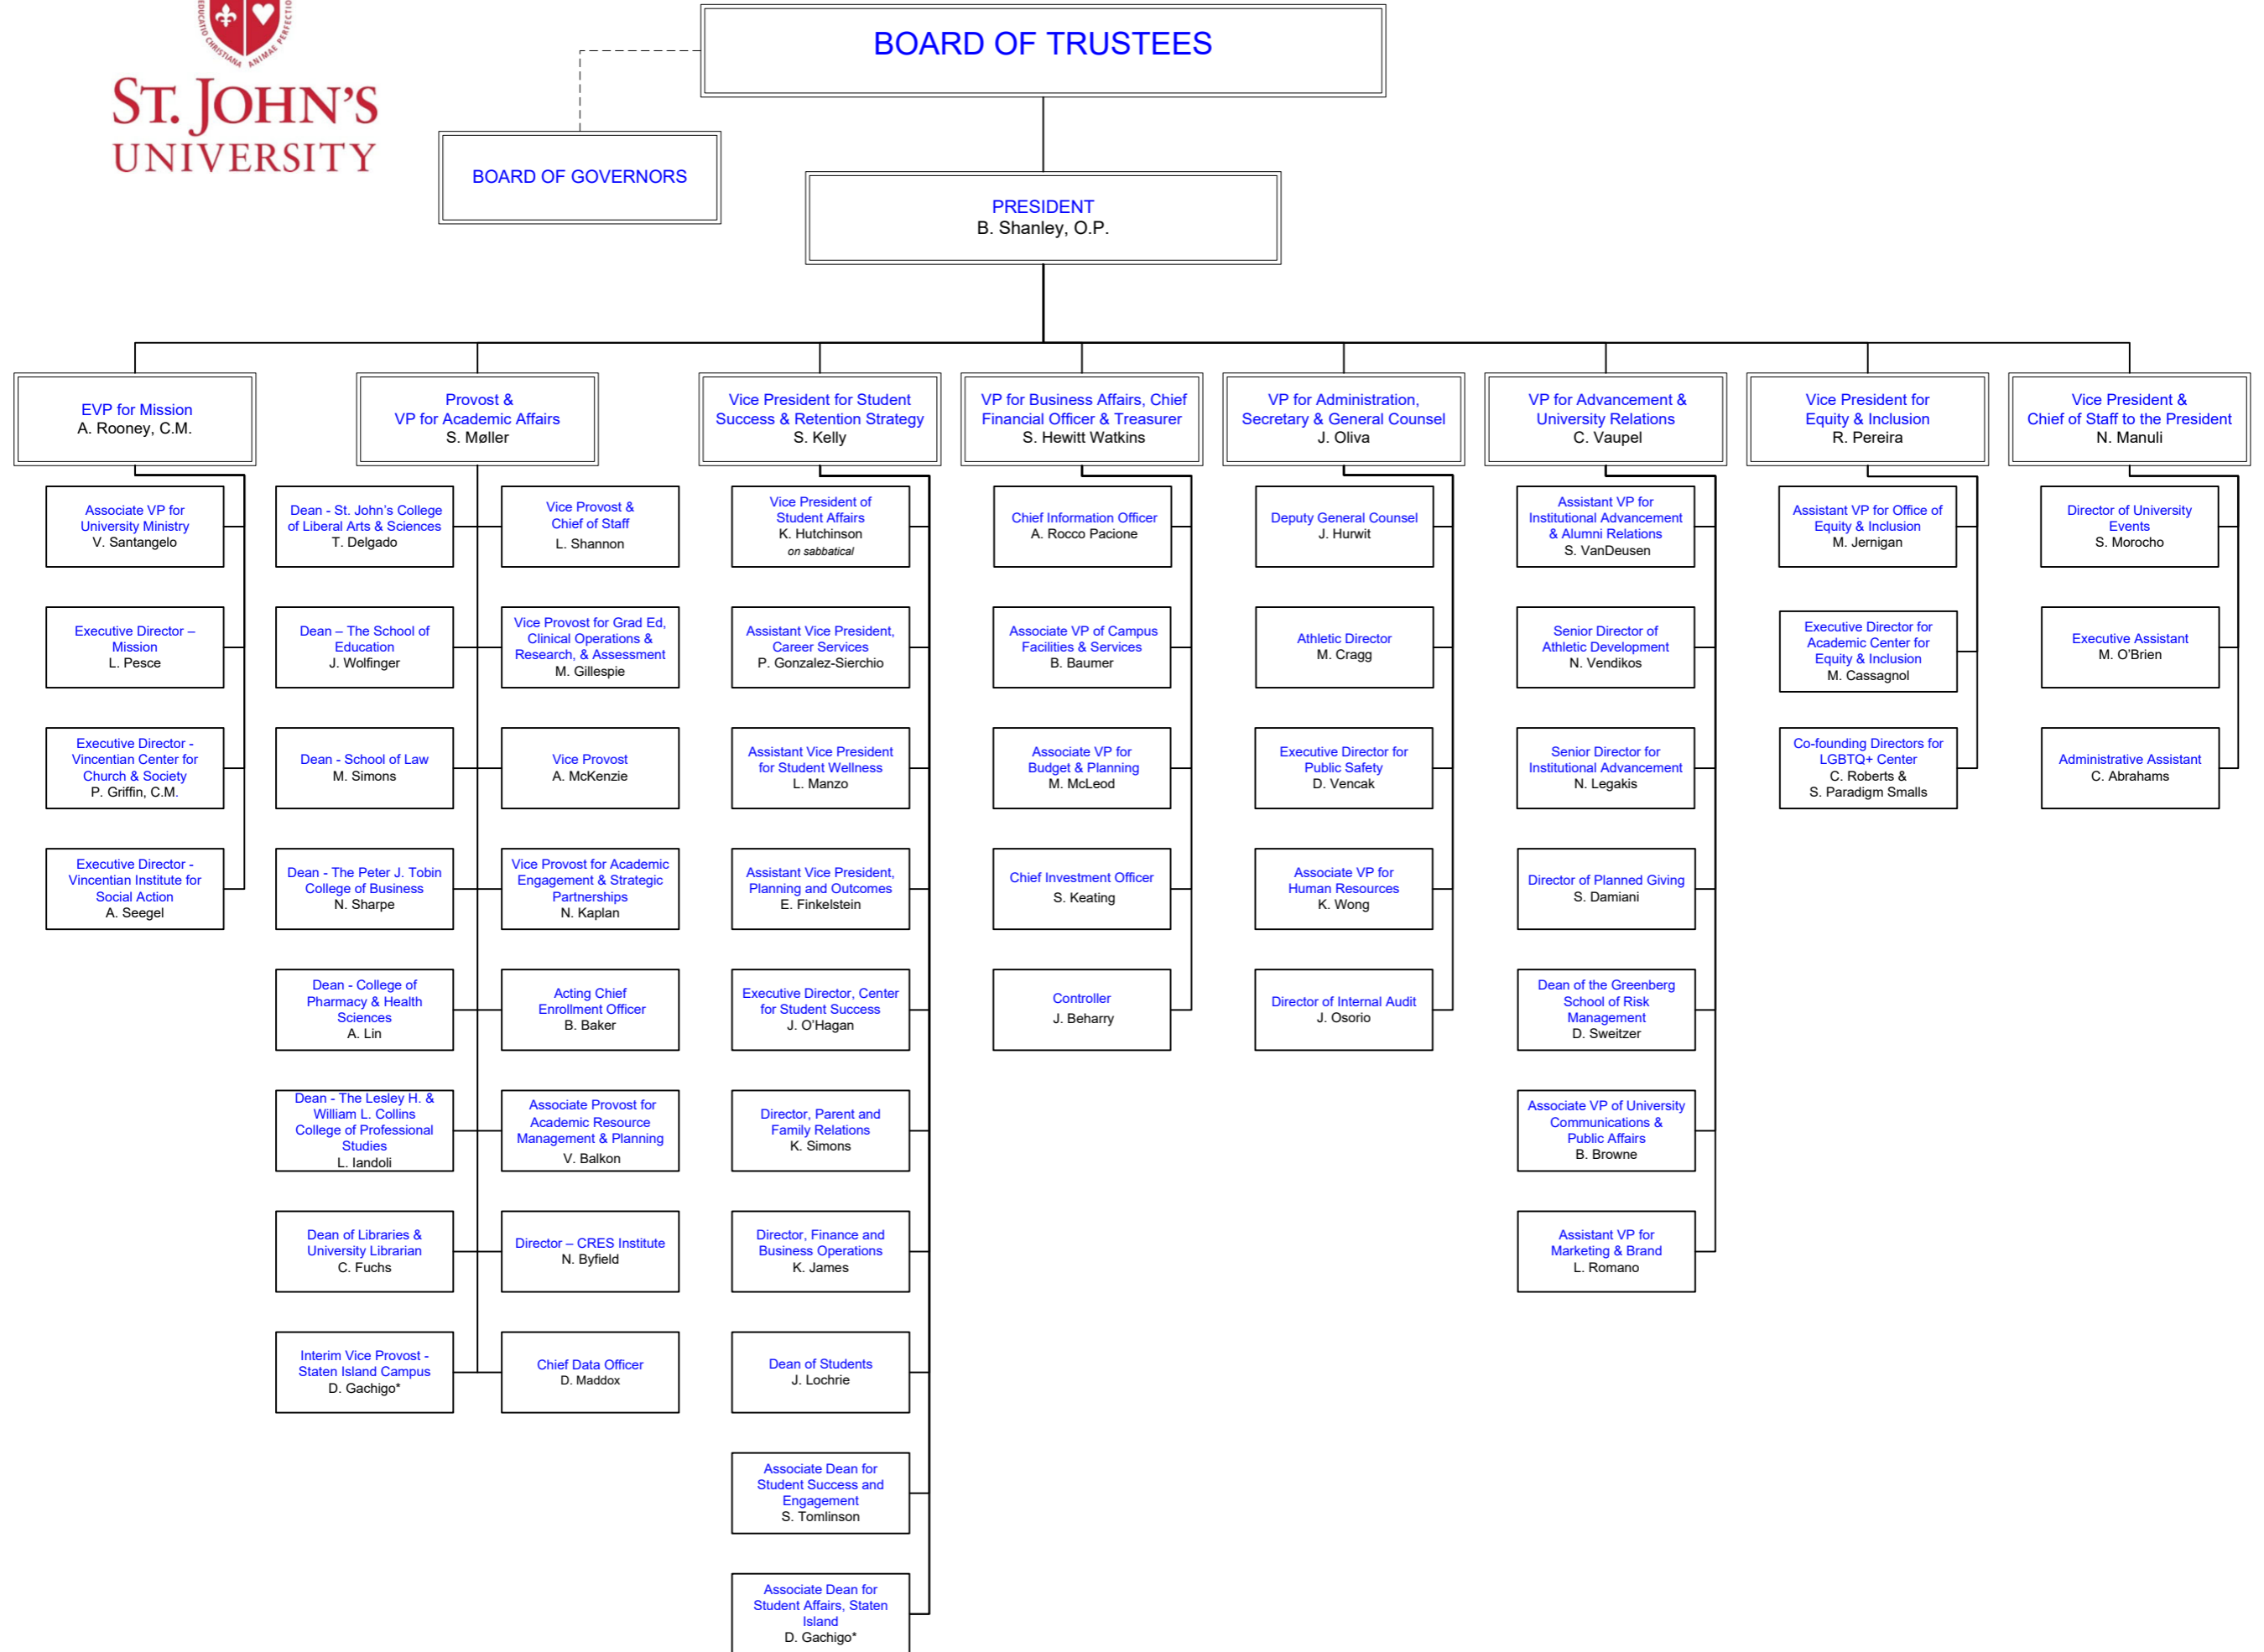 EDUCATIO CHRISTIANA ANIMAE PERFECTIO
ST. JOHN'S
UNIVERSITY
BOARD OF TRUSTEES
BOARD OF GOVERNORS
PRESIDENT
B. Shanley, O.P.
EVP for Mission
A. Rooney, C.M.
Associate VP for
University Ministry
V. Santangelo
Executive Director –
Mission
L. Pesce
Executive Director -
Vincentian Center for
Church & Society
P. Griffin, C.M.
Executive Director -
Vincentian Institute for
Social Action
A. Seegel
Provost &
VP for Academic Affairs
S. Møller
Dean - St. John’s College
of Liberal Arts & Sciences
T. Delgado
Dean – The School of
Education
J. Wolfinger
Dean - School of Law
M. Simons
Dean - The Peter J. Tobin
College of Business
N. Sharpe
Dean - College of
Pharmacy & Health
Sciences
A. Lin
Dean - The Lesley H. &
William L. Collins
College of Professional
Studies
L. Iandoli
Dean of Libraries &
University Librarian
C. Fuchs
Interim Vice Provost -
Staten Island Campus
D. Gachigo*
Vice Provost &
Chief of Staff
L. Shannon
Vice Provost for Grad Ed,
Clinical Operations &
Research, & Assessment
M. Gillespie
Vice Provost
A. McKenzie
Vice Provost for Academic
Engagement & Strategic
Partnerships
N. Kaplan
Acting Chief
Enrollment Officer
B. Baker
Associate Provost for
Academic Resource
Management & Planning
V. Balkon
Director – CRES Institute
N. Byfield
Chief Data Officer
D. Maddox
Vice President for Student
Success & Retention Strategy
S. Kelly
Vice President of
Student Affairs
K. Hutchinson
on sabbatical
Assistant Vice President,
Career Services
P. Gonzalez-Sierchio
Assistant Vice President
for Student Wellness
L. Manzo
Assistant Vice President,
Planning and Outcomes
E. Finkelstein
Executive Director, Center
for Student Success
J. O’Hagan
Director, Parent and
Family Relations
K. Simons
Director, Finance and
Business Operations
K. James
Dean of Students
J. Lochrie
Associate Dean for
Student Success and
Engagement
S. Tomlinson
Associate Dean for
Student Affairs, Staten
Island
D. Gachigo*
VP for Business Affairs, Chief
Financial Officer & Treasurer
S. Hewitt Watkins
Chief Information Officer
A. Rocco Pacione
Associate VP of Campus
Facilities & Services
B. Baumer
Associate VP for
Budget & Planning
M. McLeod
Chief Investment Officer
S. Keating
Controller
J. Beharry
VP for Administration,
Secretary & General Counsel
J. Oliva
Deputy General Counsel
J. Hurwit
Athletic Director
M. Cragg
Executive Director for
Public Safety
D. Vencak
Associate VP for
Human Resources
K. Wong
Director of Internal Audit
J. Osorio
VP for Advancement &
University Relations
C. Vaupel
Assistant VP for
Institutional Advancement
& Alumni Relations
S. VanDeusen
Senior Director of
Athletic Development
N. Vendikos
Senior Director for
Institutional Advancement
N. Legakis
Director of Planned Giving
S. Damiani
Dean of the Greenberg
School of Risk
Management
D. Sweitzer
Associate VP of University
Communications &
Public Affairs
B. Browne
Assistant VP for
Marketing & Brand
L. Romano
Vice President for
Equity & Inclusion
R. Pereira
Assistant VP for Office of
Equity & Inclusion
M. Jernigan
Executive Director for
Academic Center for
Equity & Inclusion
M. Cassagnol
Co-founding Directors for
LGBTQ+ Center
C. Roberts &
S. Paradigm Smalls
Vice President &
Chief of Staff to the President
N. Manuli
Director of University
Events
S. Morocho
Executive Assistant
M. O’Brien
Administrative Assistant
C. Abrahams